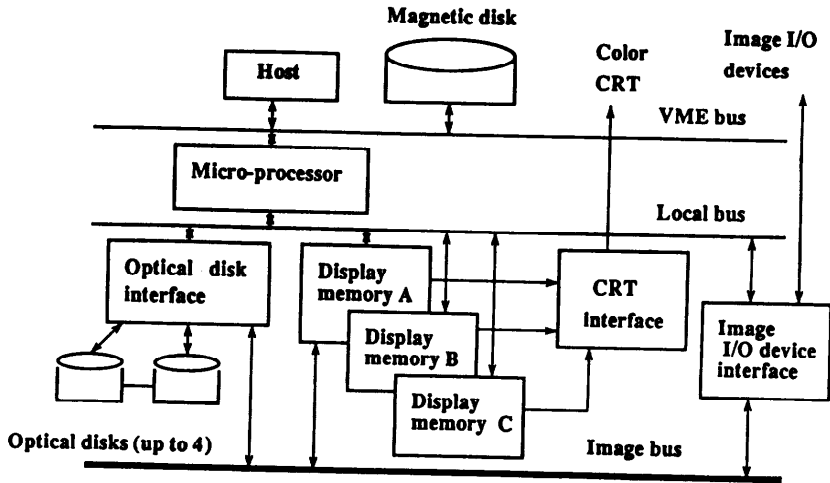 Magnetic disk
Host
Color
CRT
Image I/O
devices
VME bus
Micro-processor
Local bus
Optical disk
interface
Display
memory A
CRT
interface
Display
memory B
Image
I/O device
interface
Display
memory C
Optical disks (up to 4)
Image bus